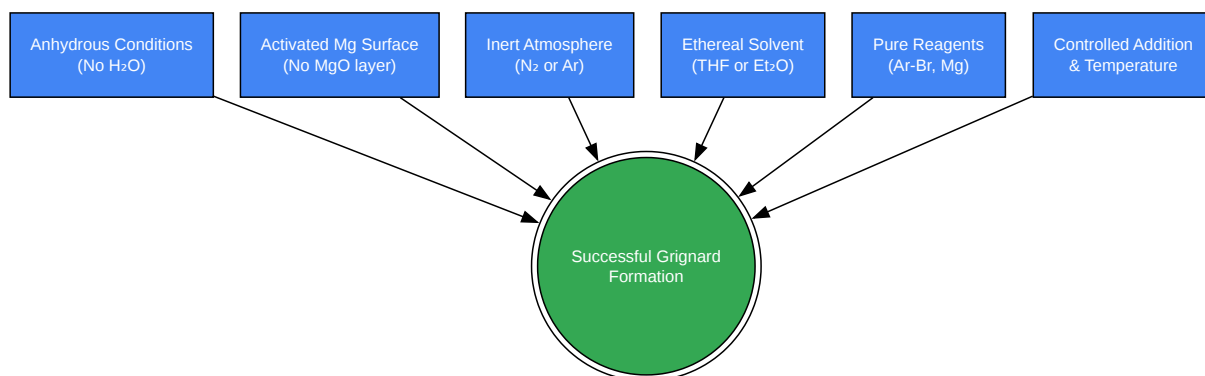 Anhydrous Conditions
(No H₂O)
Activated Mg Surface
(No MgO layer)
Inert Atmosphere
(N₂ or Ar)
Ethereal Solvent
(THF or Et₂O)
Pure Reagents
(Ar-Br, Mg)
Controlled Addition
& Temperature
Successful Grignard
Formation